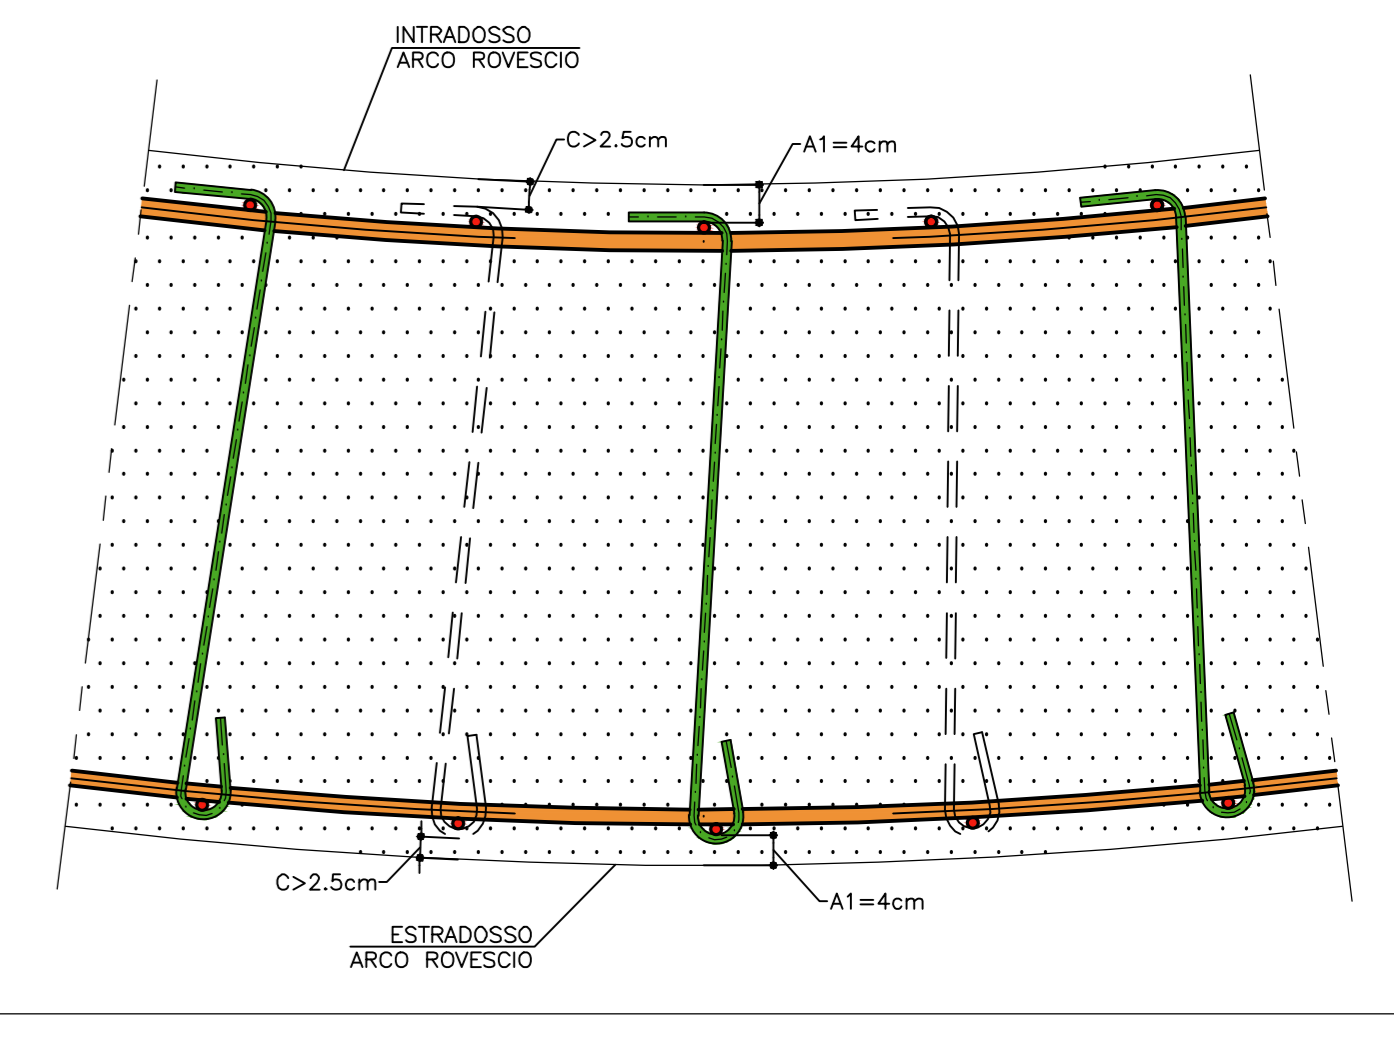 INTRADOSSO
ARCO ROVESCIO
C>2.5cm
A1=4cm
C>2.5cm
A1=4cm
ESTRADOSSO
ARCO ROVESCIO